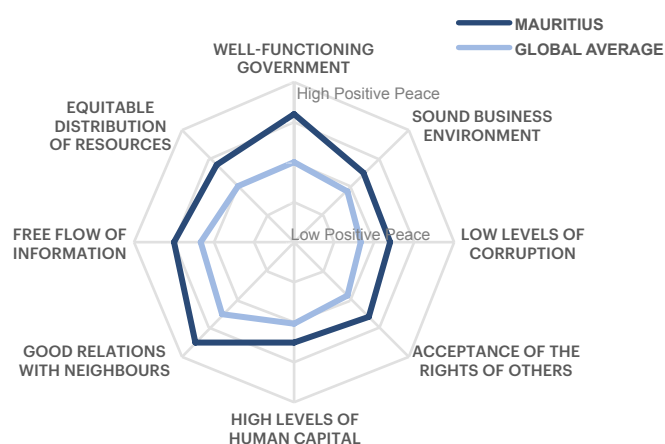 MAURITIUS
GLOBAL AVERAGE
WELL-FUNCTIONING
GOVERNMENT
High Positive Peace
EQUITABLE
DISTRIBUTION
OF RESOURCES
SOUND BUSINESS
ENVIRONMENT
FREE FLOW OF
INFORMATION
Low Positive Peace
LOW LEVELS OF
CORRUPTION
GOOD RELATIONS
WITH NEIGHBOURS
ACCEPTANCE OF THE
RIGHTS OF OTHERS
HIGH LEVELS OF
HUMAN CAPITAL